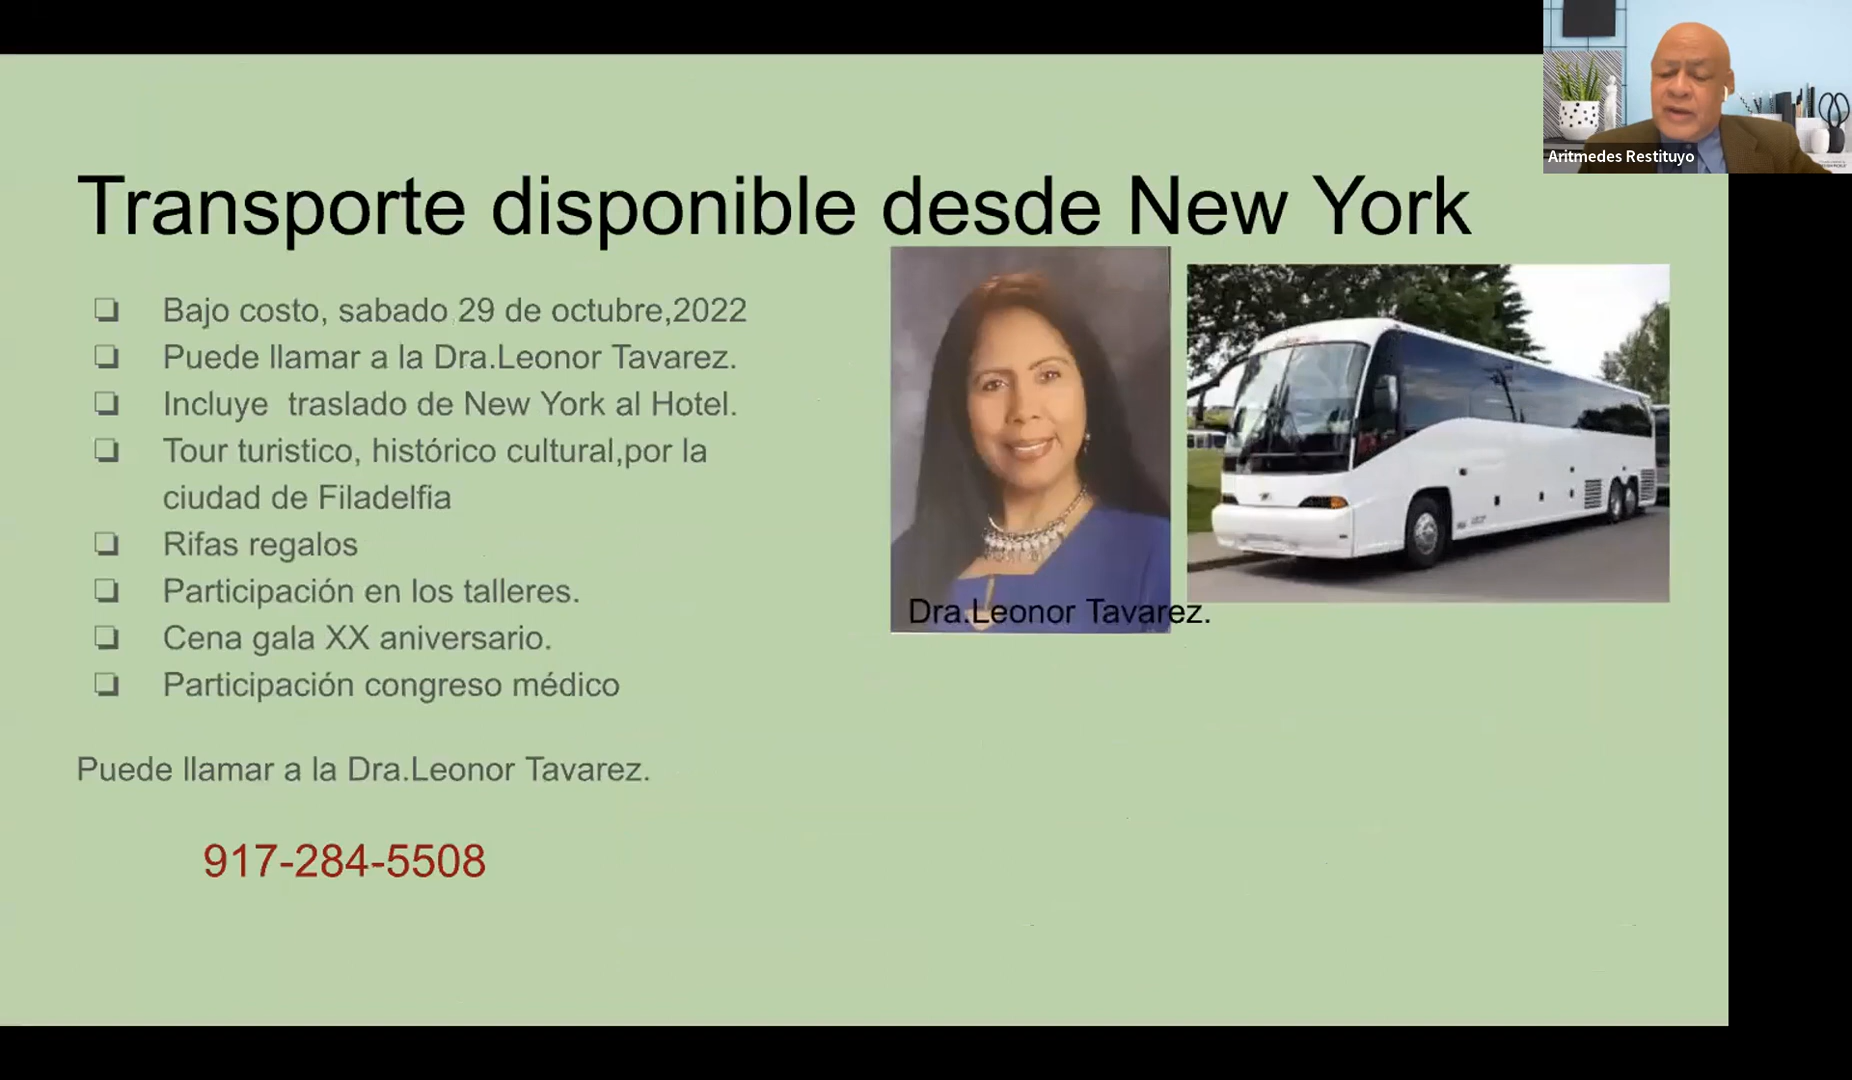 Aritmedes Restituyo
Transporte disponible desde New York
❏ Bajo costo, sabado 29 de octubre,2022
❏ Puede llamar a la Dra.Leonor Tavarez.
❏ Incluye  traslado de New York al Hotel.
❏ Tour turistico, histórico cultural,por la
ciudad de Filadelfia
❏ Rifas regalos
❏ Participación en los talleres.
❏ Cena gala XX aniversario.
❏ Participación congreso médico
Puede llamar a la Dra.Leonor Tavarez.
917-284-5508
Dra.Leonor Tavarez.